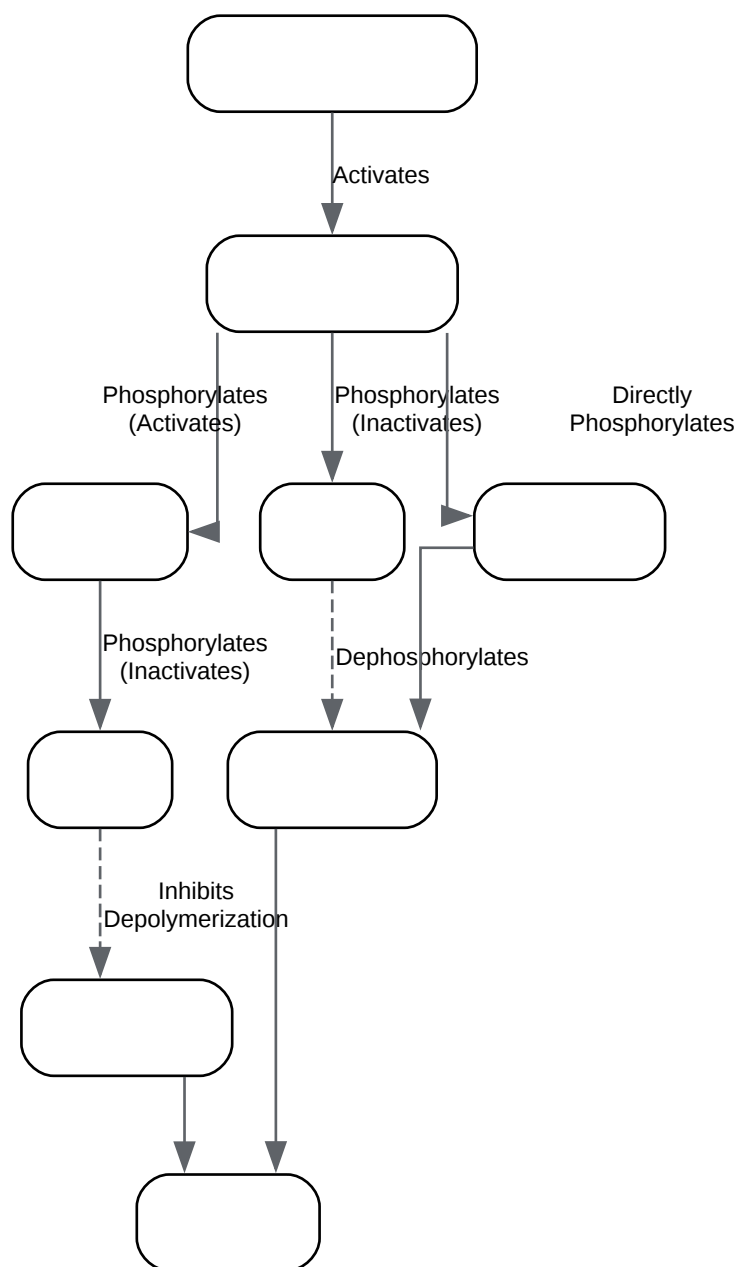 Activates
Phosphorylates
(Activates)
Phosphorylates
(Inactivates)
Directly
Phosphorylates
Phosphorylates
(Inactivates)
Dephosphorylates
Inhibits
Depolymerization